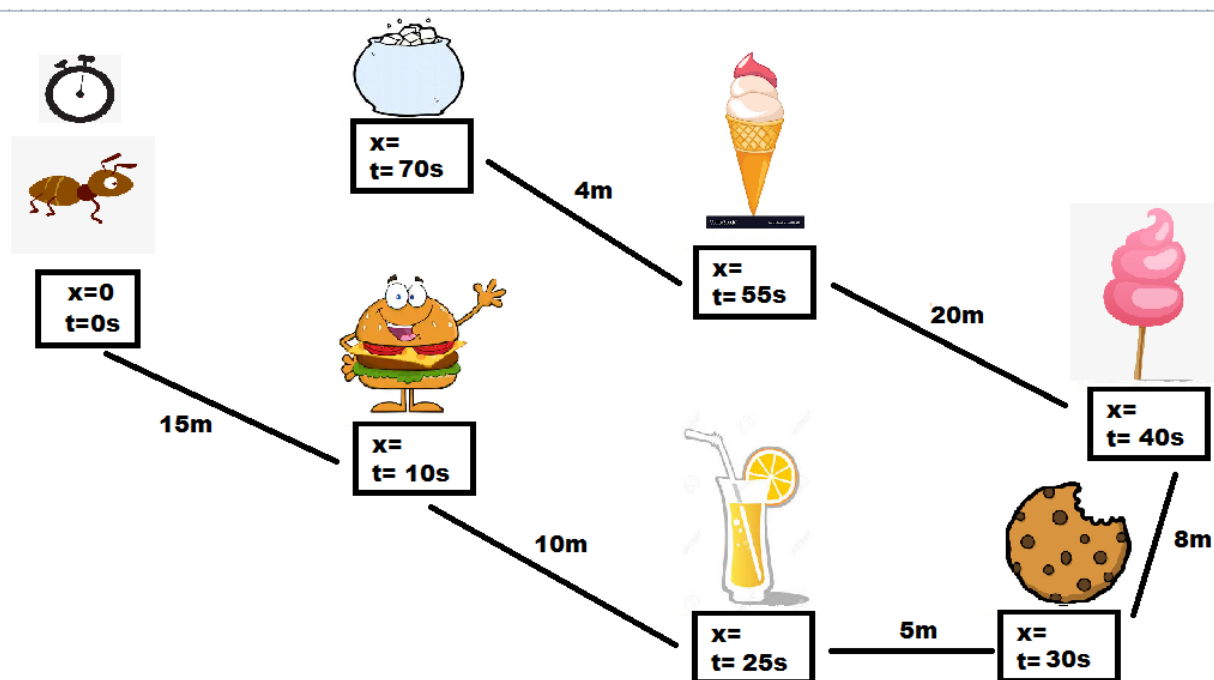 x=
t= 70s
4m
x=0
t=0s
x=
t= 55s
20m
15m
x=
t= 10s
x=
t= 40s
10m
8m
x=
t= 25s
5m
x=
t= 30s